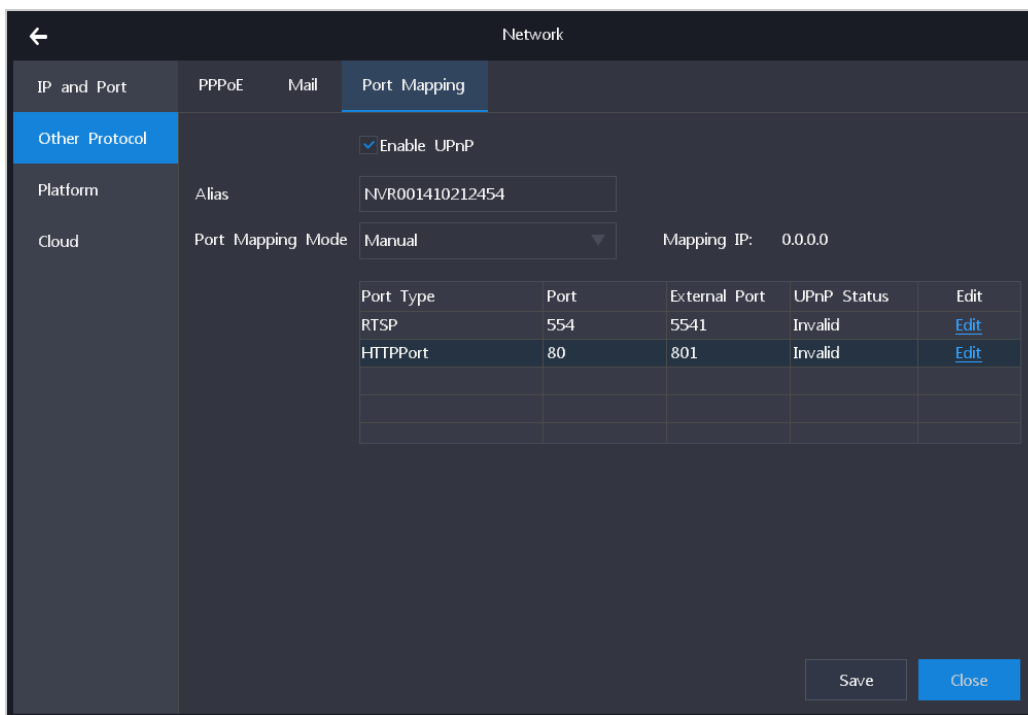 Network
IP and Port
PPPoE Mail Port Mapping
Other Protocol
Enable UPnP
Platform
Alias NVR001410212454
Cloud
Port Mapping Mode Manual Mapping IP: 0.0.0.0
Port Type Port External Port UPnP Status Edit
RTSP 554 5541 Invalid Edit
HTTPPort 80 801 Invalid Edit
Save Close